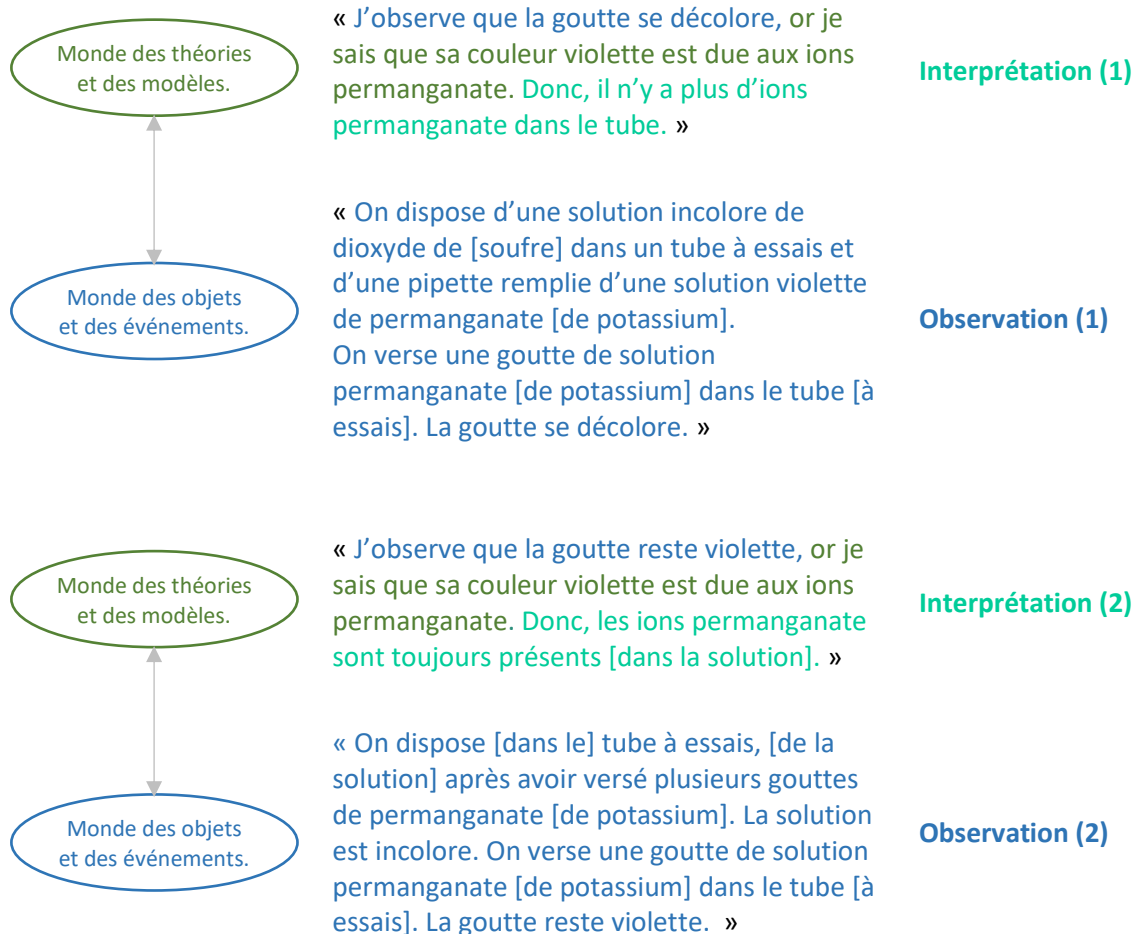 Monde des théories
et des modèles.
« J’observe que la goutte se décolore, or je
sais que sa couleur violette est due aux ions
permanganate. Donc, il n’y a plus d’ions
permanganate dans le tube. »
Interprétation (1)
Monde des objets
et des événements.
« On dispose d’une solution incolore de
dioxyde de [soufre] dans un tube à essais et
d’une pipette remplie d’une solution violette
de permanganate [de potassium].
On verse une goutte de solution
permanganate [de potassium] dans le tube [à
essais]. La goutte se décolore. »
Observation (1)
Monde des théories
et des modèles.
« J’observe que la goutte reste violette, or je
sais que sa couleur violette est due aux ions
permanganate. Donc, les ions permanganate
sont toujours présents [dans la solution]. »
Interprétation (2)
Monde des objets
et des événements.
« On dispose [dans le] tube à essais, [de la
solution] après avoir versé plusieurs gouttes
de permanganate [de potassium]. La solution
est incolore. On verse une goutte de solution
permanganate [de potassium] dans le tube [à
essais]. La goutte reste violette. »
Observation (2)